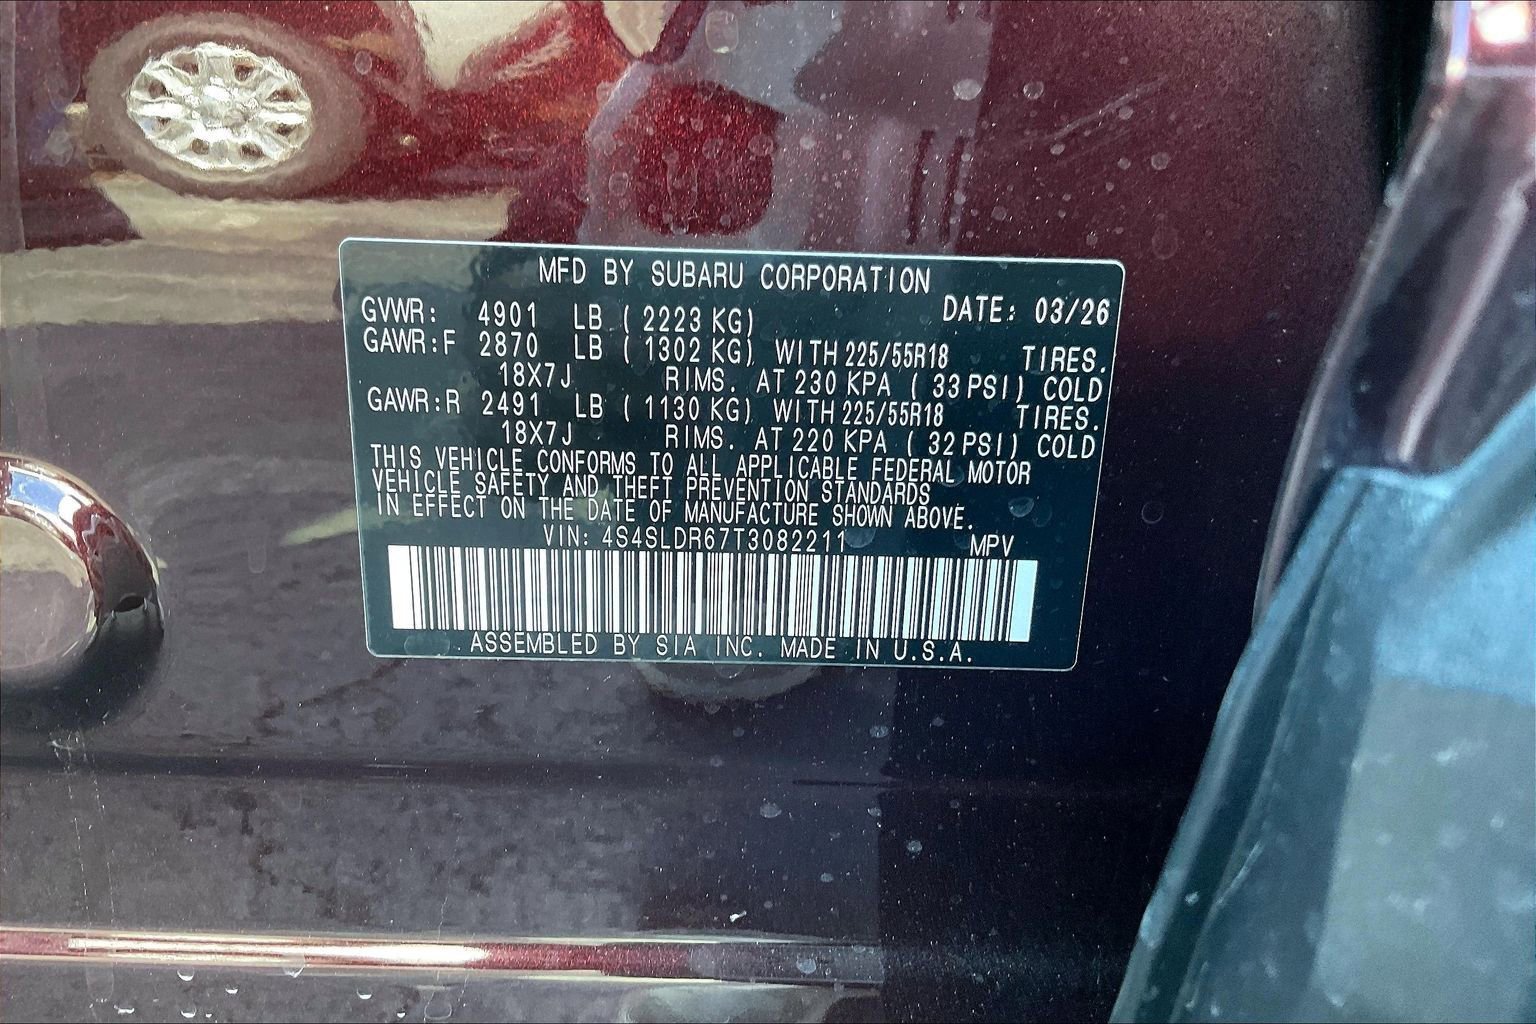 MFD BY SUBARU CORPORATION
DATE: 03/26
GVWR: 4901 LB (2223 KG)
GAWR:F 2870 LB (1302 KG) WITH 225/55R18 TIRES.
18X7J RIMS. AT 230 KPA (33 PSI) COLD
GAWR:R 2491 LB (1130 KG) WITH 225/55R18 TIRES.
18X7J RIMS. AT 220 KPA (32 PSI) COLD
THIS VEHICLE CONFORMS TO ALL APPLICABLE FEDERAL MOTOR
VEHICLE SAFETY AND THEFT PREVENTION STANDARDS
IN EFFECT ON THE DATE OF MANUFACTURE SHOWN ABOVE.
VIN: 4S4SLDR67T3082211 MPV
ASSEMBLED BY SIA INC. MADE IN U.S.A.